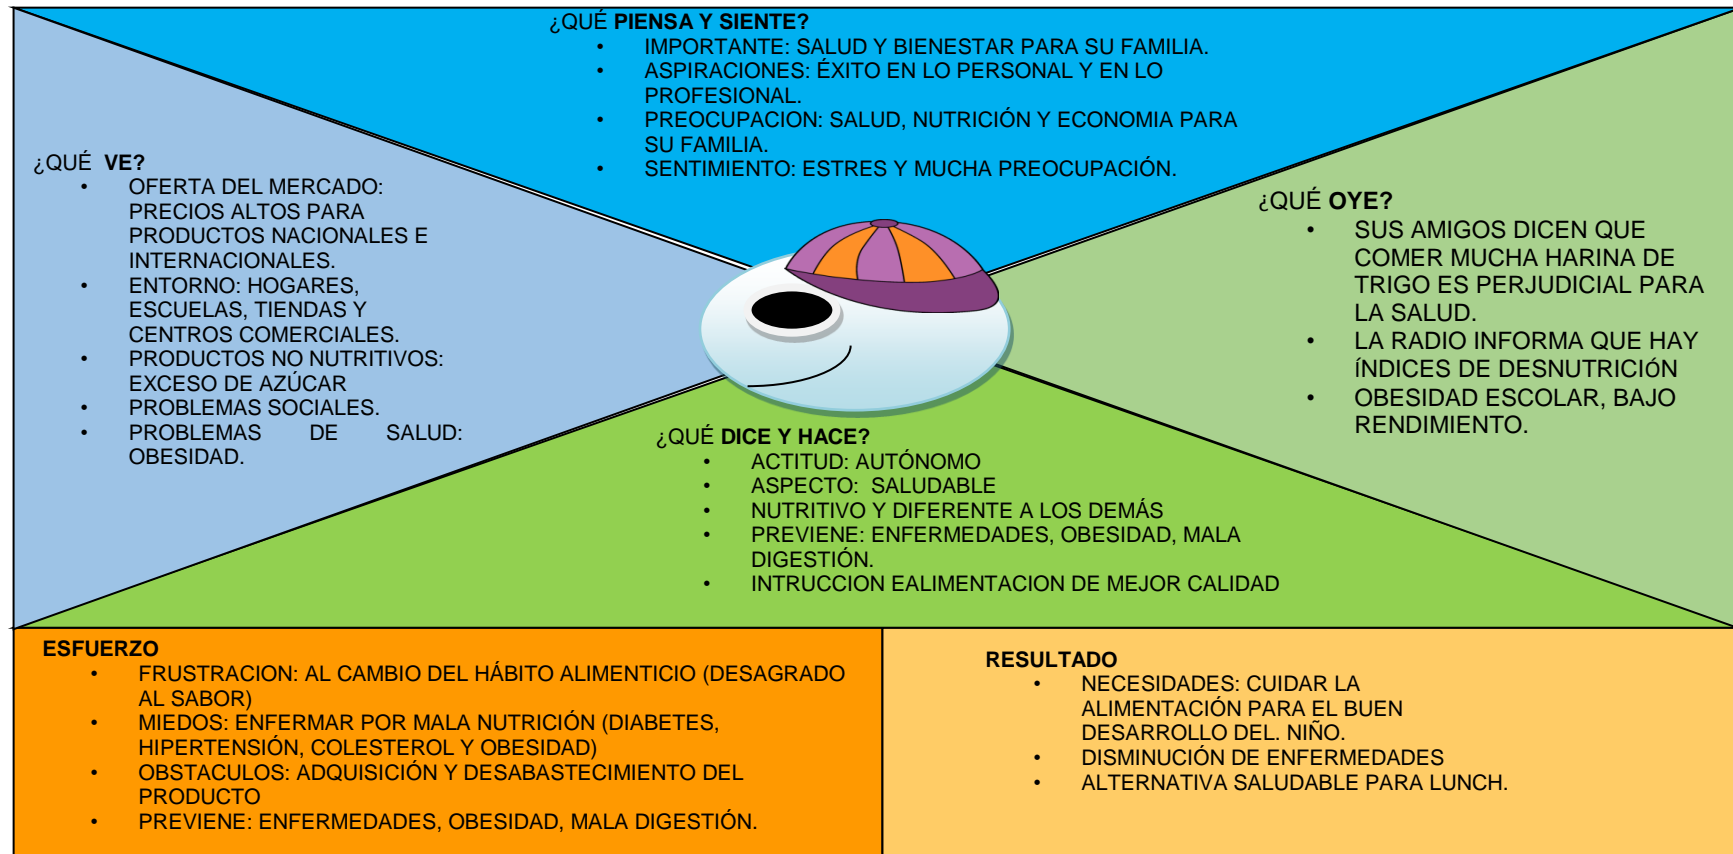 ¿QUÉ PIENSA Y SIENTE?
• IMPORTANTE: SALUD Y BIENESTAR PARA SU FAMILIA.
• ASPIRACIONES: ÉXITO EN LO PERSONAL Y EN LO
PROFESIONAL.
• PREOCUPACION: SALUD, NUTRICIÓN Y ECONOMIA PARA
SU FAMILIA.
• SENTIMIENTO: ESTRES Y MUCHA PREOCUPACIÓN.
¿QUÉ VE?
• OFERTA DEL MERCADO:
PRECIOS ALTOS PARA
PRODUCTOS NACIONALES E
INTERNACIONALES.
• ENTORNO: HOGARES,
ESCUELAS, TIENDAS Y
CENTROS COMERCIALES.
• PRODUCTOS NO NUTRITIVOS:
EXCESO DE AZÚCAR
• PROBLEMAS SOCIALES.
• PROBLEMAS DE SALUD:
OBESIDAD.
¿QUÉ OYE?
• SUS AMIGOS DICEN QUE
COMER MUCHA HARINA DE
TRIGO ES PERJUDICIAL PARA
LA SALUD.
• LA RADIO INFORMA QUE HAY
ÍNDICES DE DESNUTRICIÓN
• OBESIDAD ESCOLAR, BAJO
RENDIMIENTO.
¿QUÉ DICE Y HACE?
• ACTITUD: AUTÓNOMO
• ASPECTO: SALUDABLE
• NUTRITIVO Y DIFERENTE A LOS DEMÁS
• PREVIENE: ENFERMEDADES, OBESIDAD, MALA
DIGESTIÓN.
• INTRUCCION EALIMENTACION DE MEJOR CALIDAD
ESFUERZO
• FRUSTRACION: AL CAMBIO DEL HÁBITO ALIMENTICIO (DESAGRADO
AL SABOR)
• MIEDOS: ENFERMAR POR MALA NUTRICIÓN (DIABETES,
HIPERTENSIÓN, COLESTEROL Y OBESIDAD)
• OBSTACULOS: ADQUISICIÓN Y DESABASTECIMIENTO DEL
PRODUCTO
• PREVIENE: ENFERMEDADES, OBESIDAD, MALA DIGESTIÓN.
RESULTADO
• NECESIDADES: CUIDAR LA
ALIMENTACIÓN PARA EL BUEN
DESARROLLO DEL. NIÑO.
• DISMINUCIÓN DE ENFERMEDADES
• ALTERNATIVA SALUDABLE PARA LUNCH.